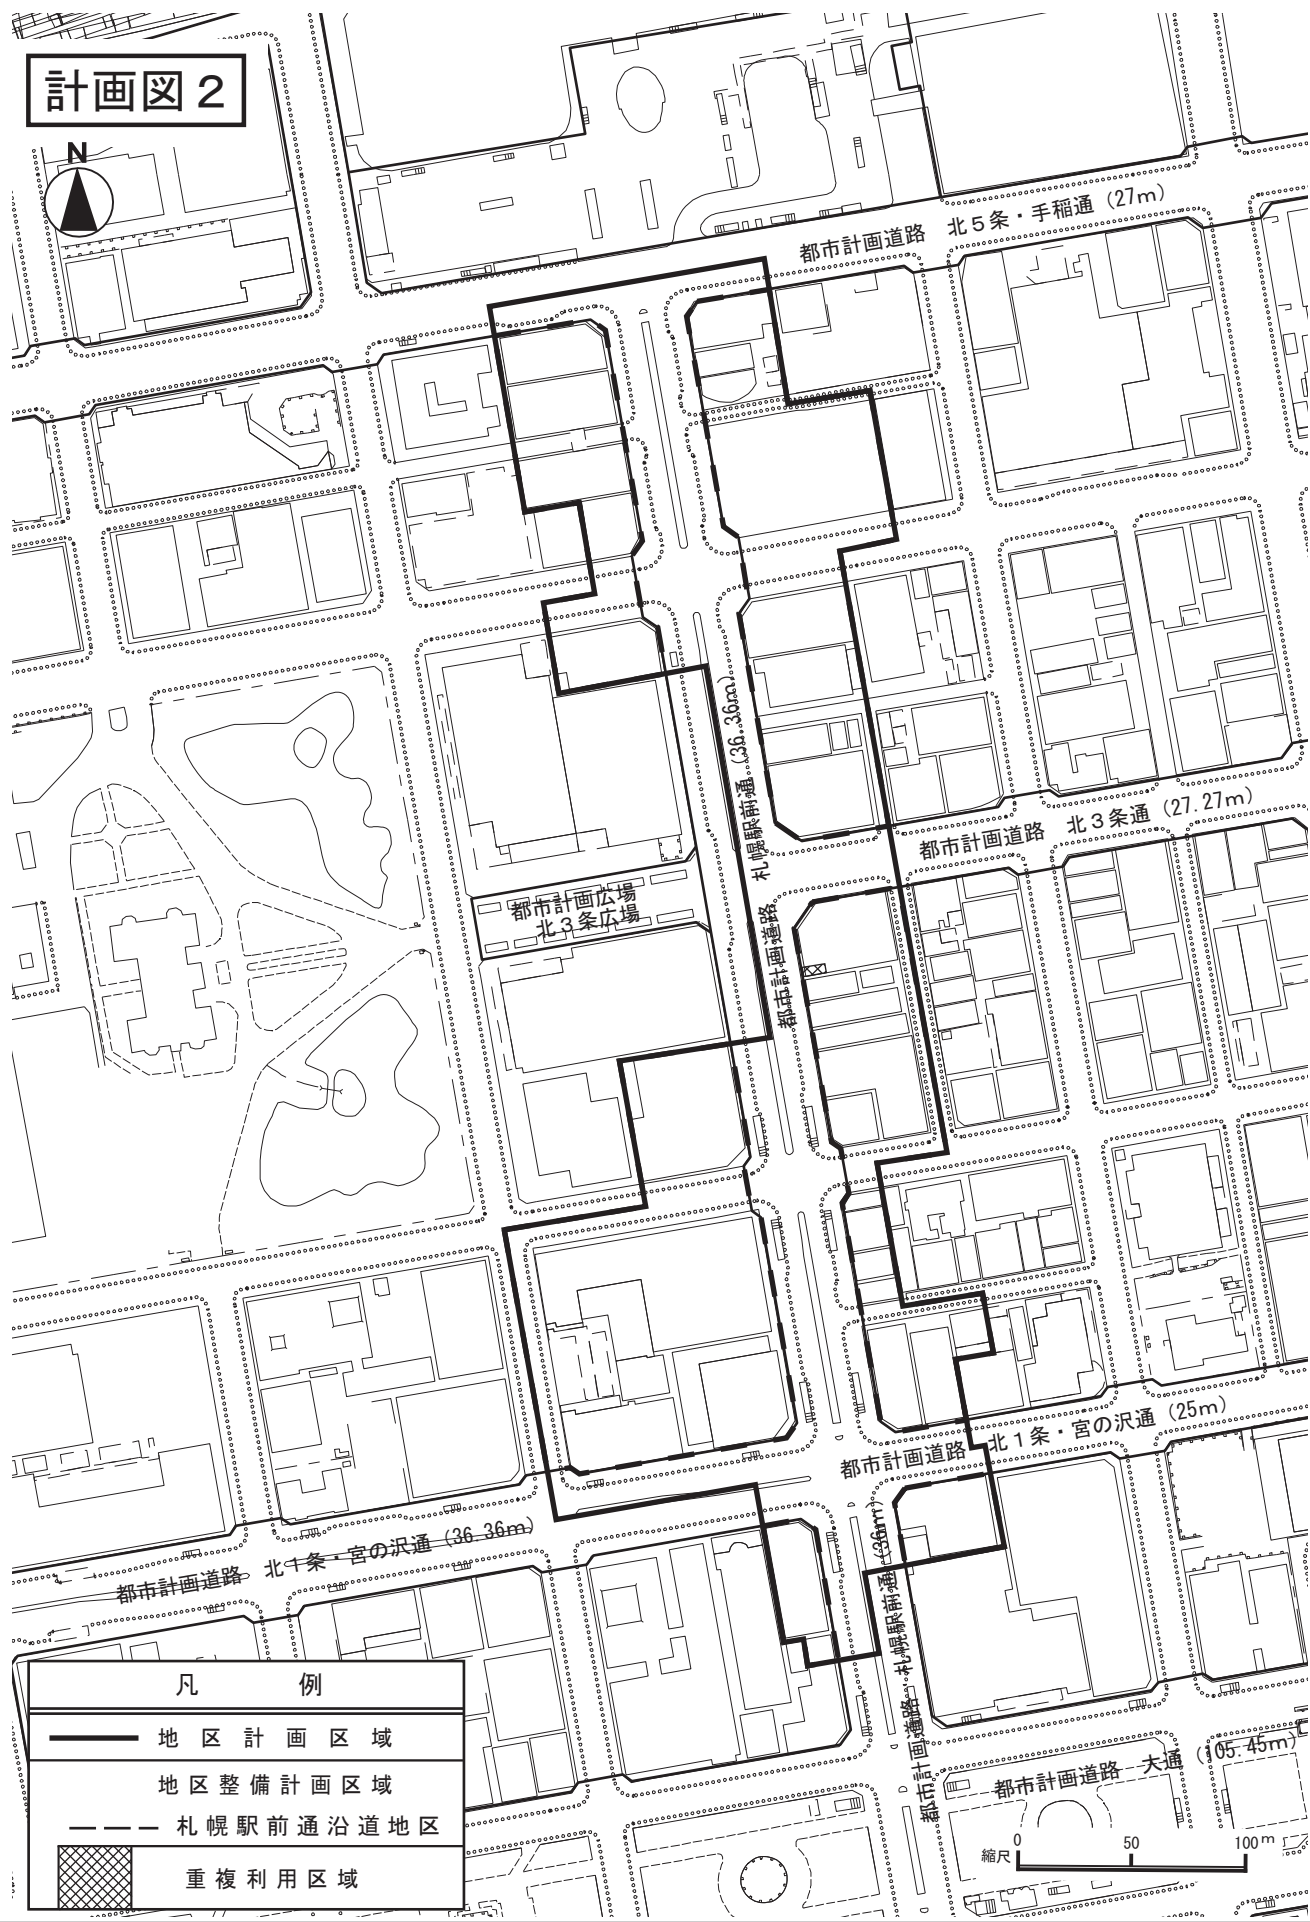 計画図２
N
都市計画道路　北５条・手稲通（27m）
都市計画道路　札幌駅前通（36.36m）
都市計画道路　北３条通（27.27m）
都市計画広場
北３条広場
都市計画道路　北１条・宮の沢通（25m）
都市計画道路　北１条・宮の沢通（36.36m）
都市計画道路　札幌駅前通（36m）
都市計画道路　大通（105.45m）
凡　例
地区計画区域
地区整備計画区域
札幌駅前通沿道地区
重複利用区域
縮尺
0　50　100m